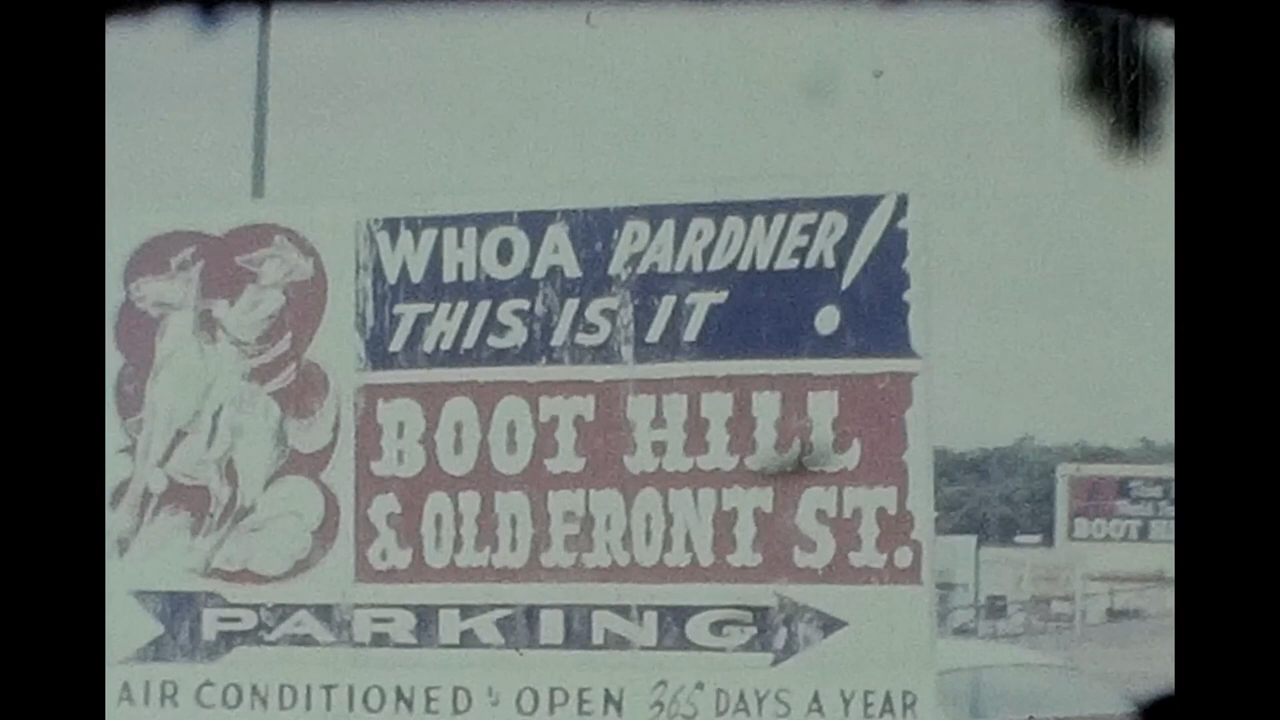 WHOA PARDNER!
THIS IS IT
BOOT HILL
& OLD FRONT ST.
PARKING
AIR CONDITIONED OPEN 365 DAYS A YEAR
BOOT